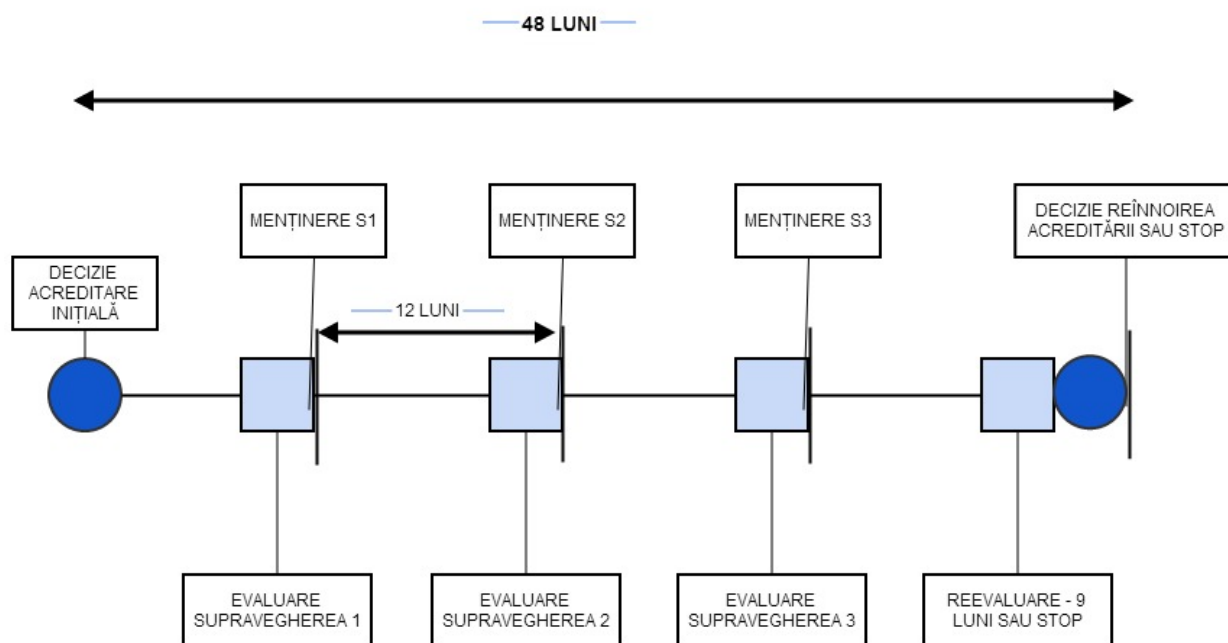 48 LUNI
MENȚINERE S1
MENȚINERE S2
MENȚINERE S3
DECIZIE REÎNNOIREA
ACREDITĂRII SAU STOP
DECIZIE
ACREDITARE
INIȚIALĂ
12 LUNI
EVALUARE
SUPRAVEGHEREA 1
EVALUARE
SUPRAVEGHEREA 2
EVALUARE
SUPRAVEGHEREA 3
REEVALUARE - 9
LUNI SAU STOP